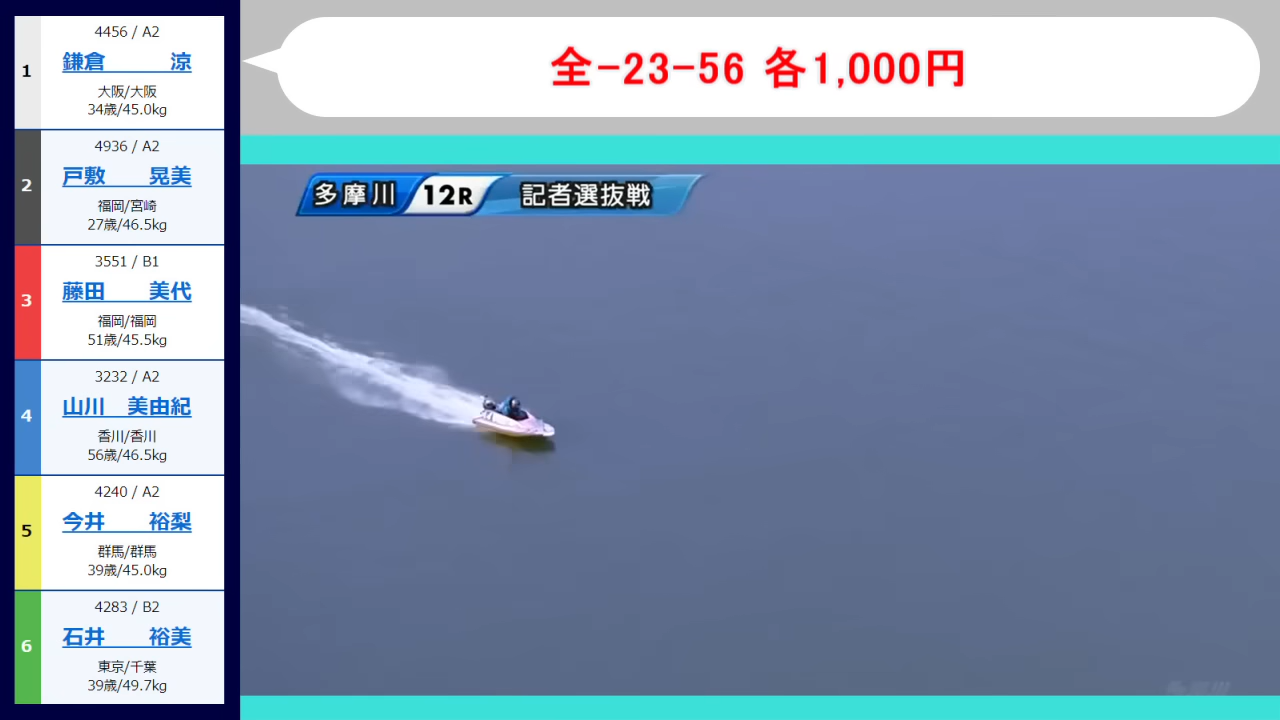 1
4456 / A2
鎌倉 涼
大阪/大阪
34歳/45.0kg
2
4936 / A2
戸敷 晃美
福岡/宮崎
27歳/46.5kg
3
3551 / B1
藤田 美代
福岡/福岡
51歳/45.5kg
4
3232 / A2
山川 美由紀
香川/香川
56歳/46.5kg
5
4240 / A2
今井 裕梨
群馬/群馬
39歳/45.0kg
6
4283 / B2
石井 裕美
東京/千葉
39歳/49.7kg
全-23-56 各1,000円
多摩川 12R 記者選抜戦